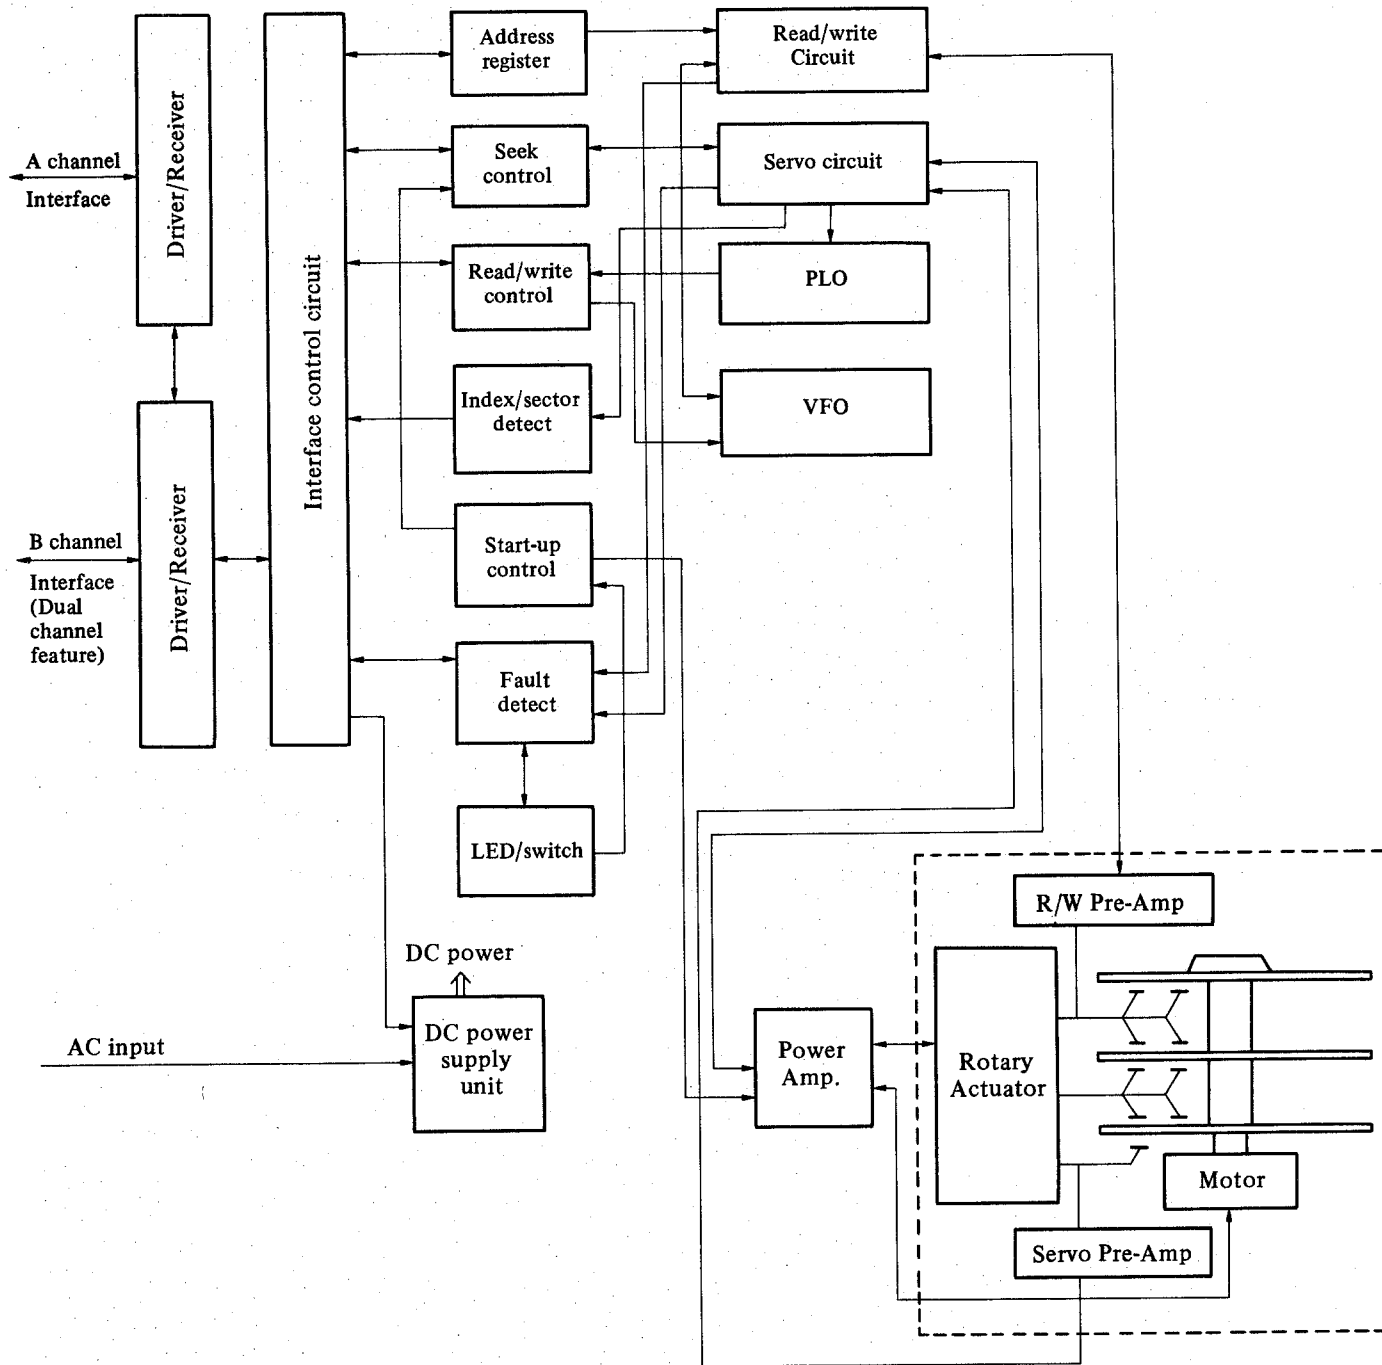 Address
register
Read/write
Circuit
Driver/Receiver
A channel
Interface
Interface control circuit
Seek
control
Servo circuit
Read/write
control
PLO
Index/sector
detect
VFO
Driver/Receiver
B channel
Interface
(Dual
channel
feature)
Start-up
control
Fault
detect
LED/switch
R/W Pre-Amp
DC power
AC input
DC power
supply
unit
Power
Amp.
Rotary
Actuator
Motor
Servo Pre-Amp